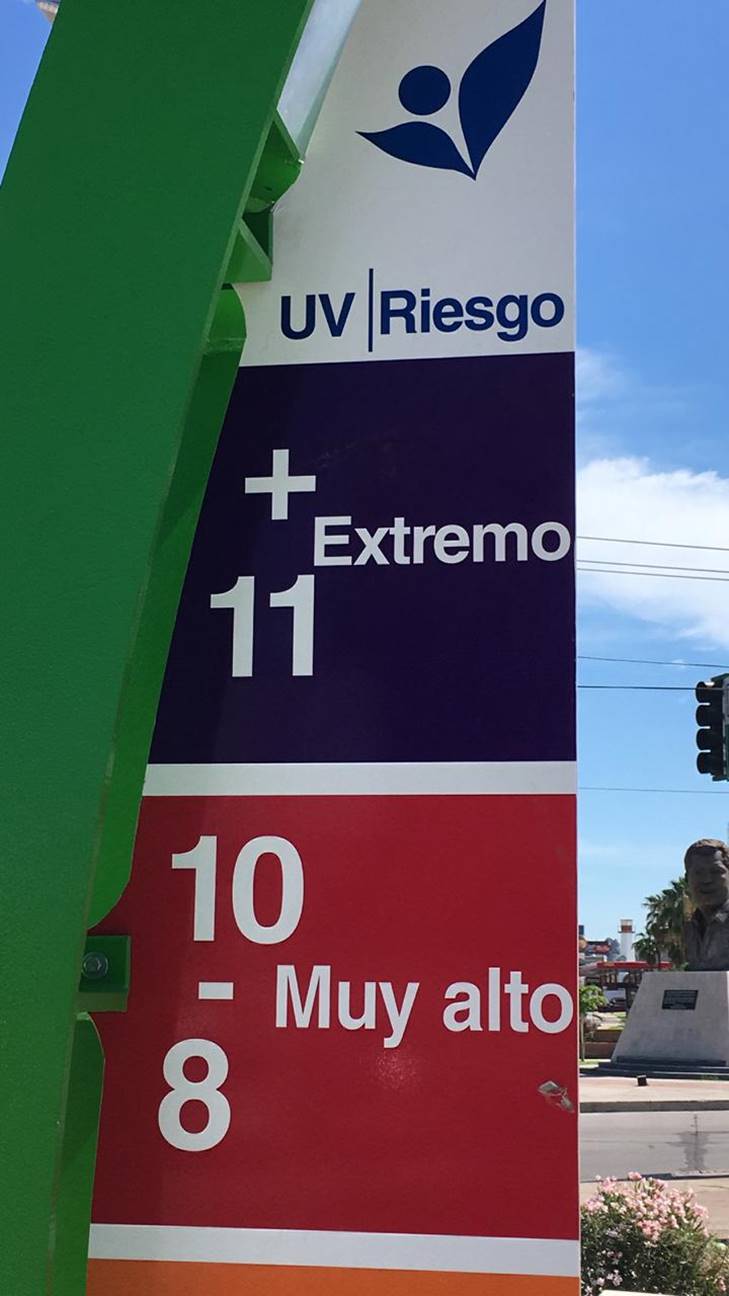 UV | Riesgo
+
Extremo
11
10
-
Muy alto
8